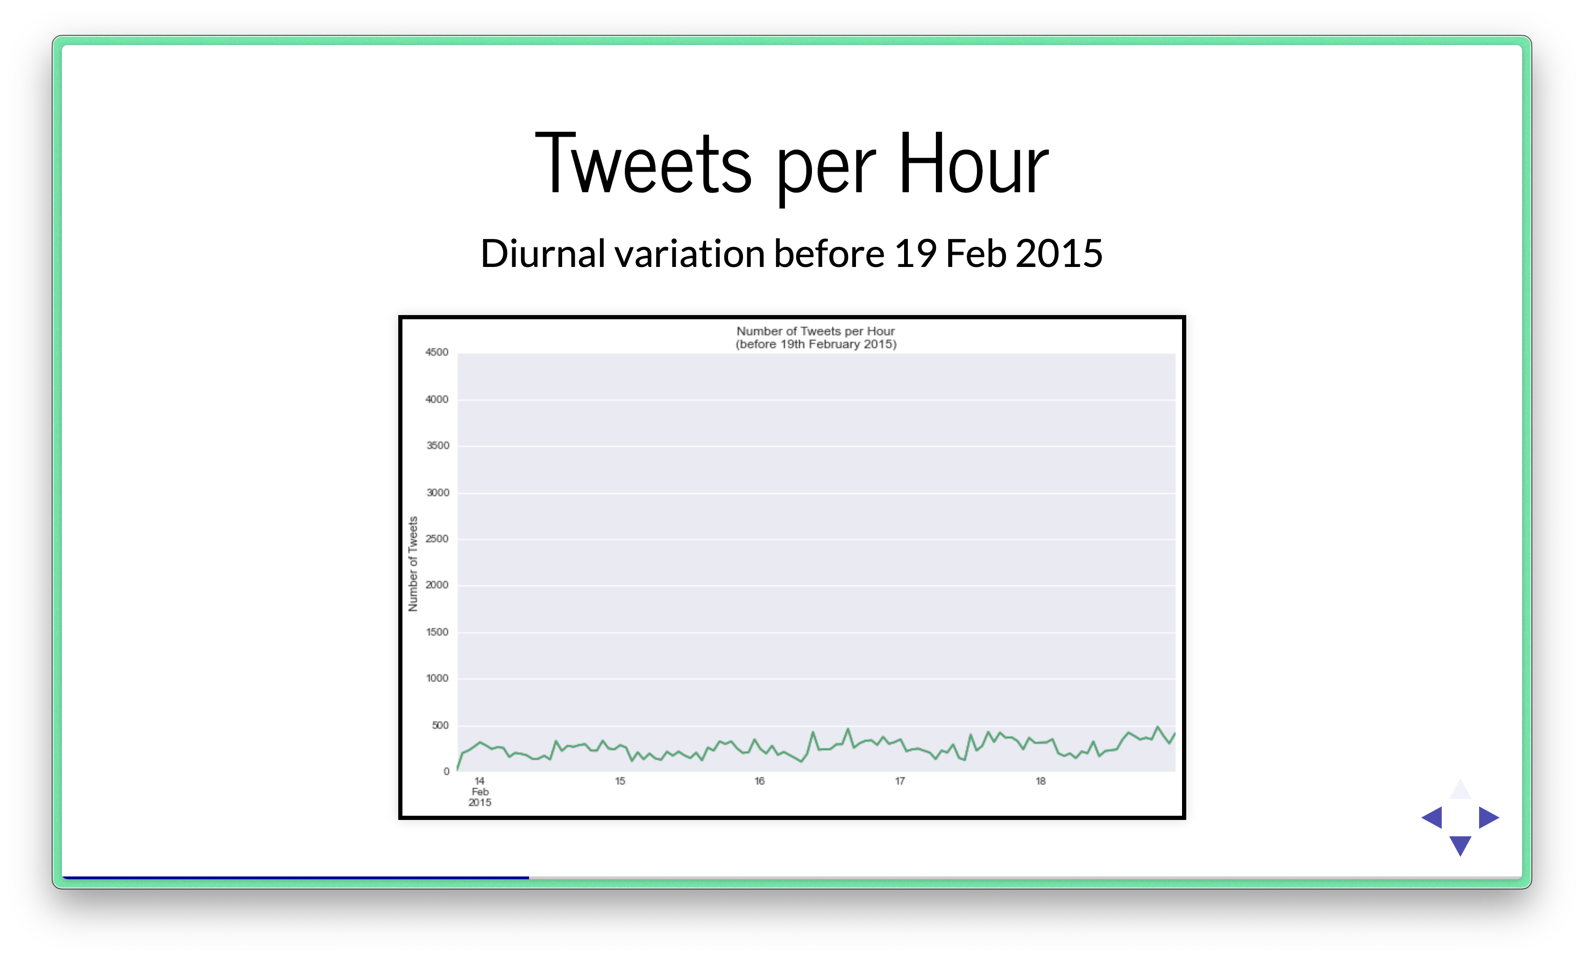 Tweets per Hour
Diurnal variation before 19 Feb 2015
Number of Tweets per Hour
(before 19th February 2015)
4500
4000
3500
3000
2500
2000
1500
1000
500
0
Number of Tweets
14 15 16 17 18
Feb
2015